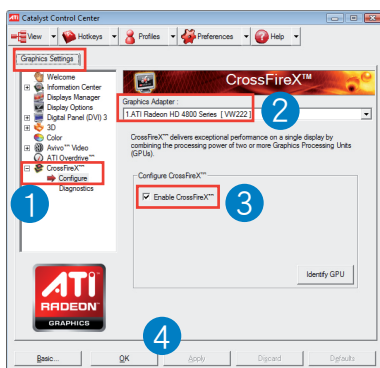 ATI Catalyst Control Center
View Hotkeys Profiles Preferences Help
Graphics Settings
Welcome
Information Center
Displays Manager
Display Options
Digital Panel (DVI) 3
3D
Color
Avivo™ Video
ATI Overdrive™
CrossFireX™
Configure
Diagnostics
1
ATI
RADEON
GRAPHICS
CrossFireX™
Graphics Adapter :
1.ATI Radeon HD 4800 Series [ VW222 ]
2
CrossFireX™ delivers exceptional performance on a single display by
combining the processing power of two or more Graphics Processing Units
(GPUs).
Configure CrossFireX™
Enable CrossFireX™
3
Identify GPU
4
Basic... OK Apply Discard Defaults